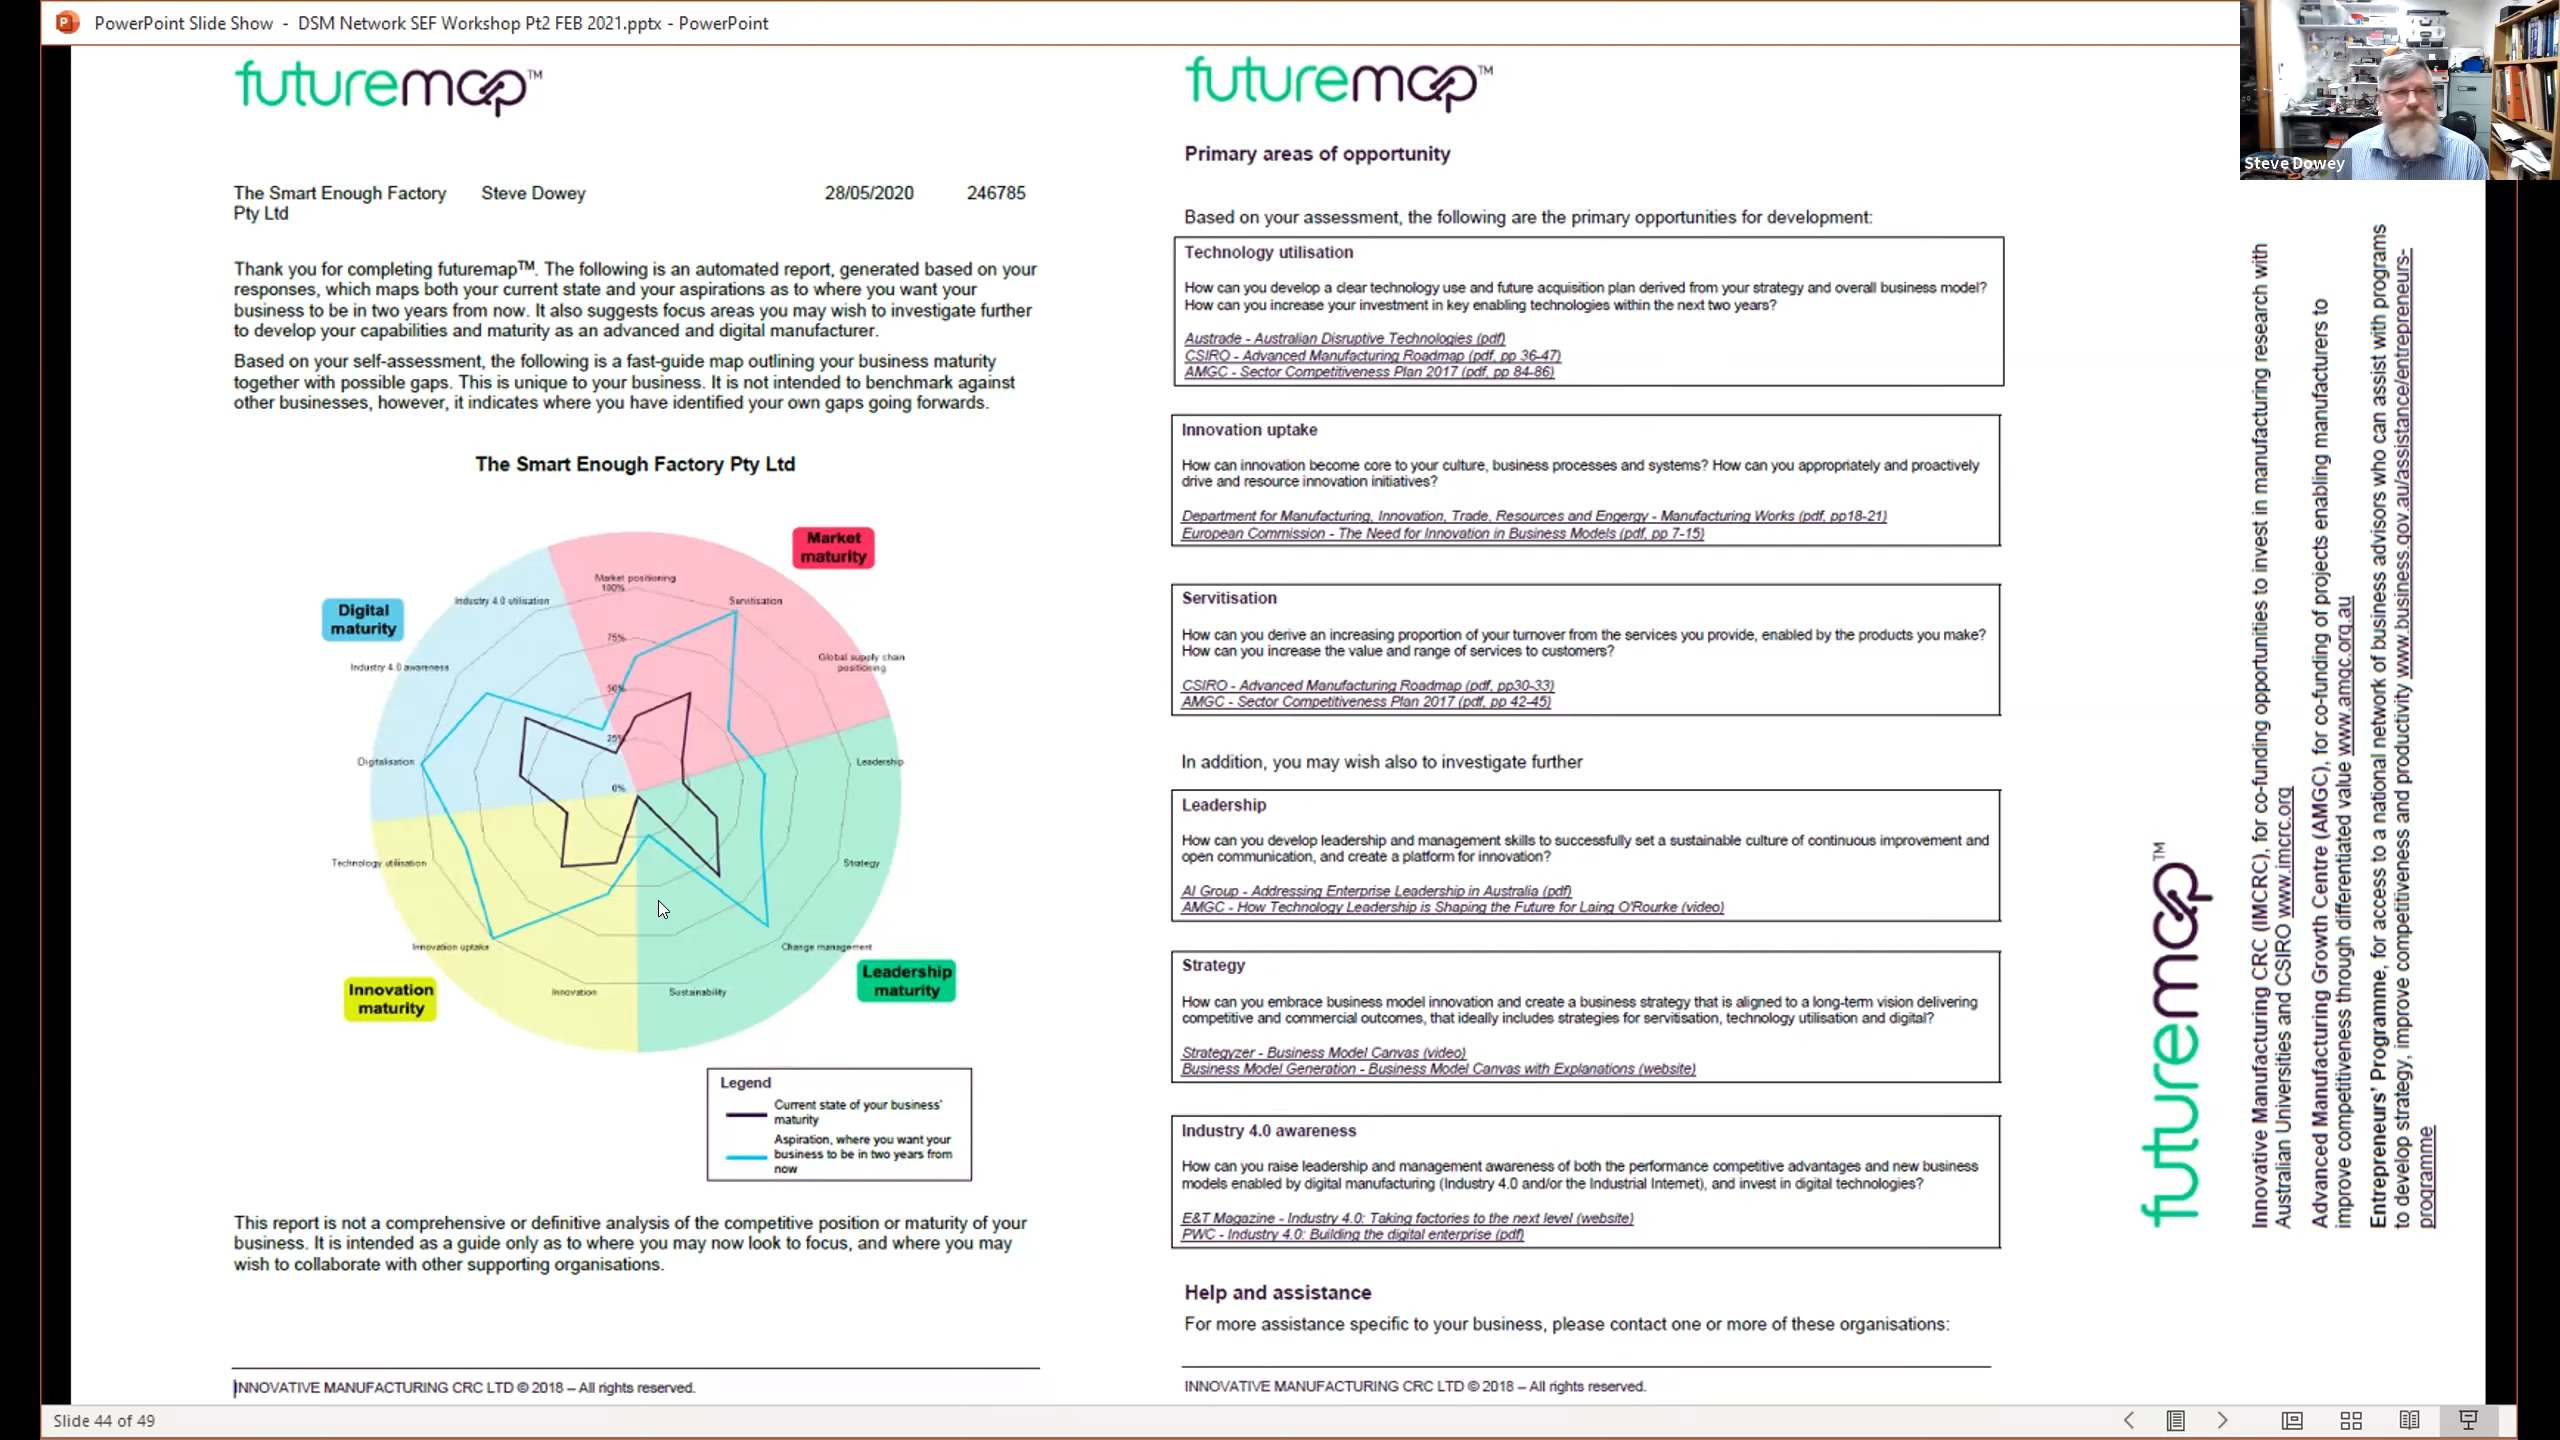 PowerPoint Slide Show - DSM Network SEF Workshop Pt2 FEB 2021.pptx - PowerPoint
Steve Dowey
futuremap™
The Smart Enough Factory Pty Ltd
Steve Dowey
28/05/2020
246785
Thank you for completing futuremap™. The following is an automated report, generated based on your
responses, which maps both your current state and your aspirations as to where you want your
business to be in two years from now. It also suggests focus areas you may wish to investigate further
to develop your capabilities and maturity as an advanced and digital manufacturer.
Based on your self-assessment, the following is a fast-guide map outlining your business maturity
together with possible gaps. This is unique to your business. It is not intended to benchmark against
other businesses, however, it indicates where you have identified your own gaps going forwards.
The Smart Enough Factory Pty Ltd
Market
maturity
Digital
maturity
Innovation
maturity
Leadership
maturity
Market positioning
100%
75%
50%
25%
0%
Servitisation
Global supply chain
positioning
Leadership
Strategy
Change management
Sustainability
Innovation
Innovation uptake
Technology utilisation
Digitalisation
Industry 4.0 awareness
Industry 4.0 utilisation
Legend
Current state of your business'
maturity
Aspiration, where you want your
business to be in two years from
now
This report is not a comprehensive or definitive analysis of the competitive position or maturity of your
business. It is intended as a guide only as to where you may now look to focus, and where you may
wish to collaborate with other supporting organisations.
INNOVATIVE MANUFACTURING CRC LTD © 2018 – All rights reserved.
futuremap™
Primary areas of opportunity
Based on your assessment, the following are the primary opportunities for development:
Technology utilisation
How can you develop a clear technology use and future acquisition plan derived from your strategy and overall business model?
How can you increase your investment in key enabling technologies within the next two years?
Austrade - Australian Disruptive Technologies (pdf)
CSIRO - Advanced Manufacturing Roadmap (pdf, pp 36-47)
AMGC - Sector Competitiveness Plan 2017 (pdf, pp 84-86)
Innovation uptake
How can innovation become core to your culture, business processes and systems? How can you appropriately and proactively
drive and resource innovation initiatives?
Department for Manufacturing, Innovation, Trade, Resources and Engergy - Manufacturing Works (pdf, pp18-21)
European Commission - The Need for Innovation in Business Models (pdf, pp 7-15)
Servitisation
How can you derive an increasing proportion of your turnover from the services you provide, enabled by the products you make?
How can you increase the value and range of services to customers?
CSIRO - Advanced Manufacturing Roadmap (pdf, pp30-33)
AMGC - Sector Competitiveness Plan 2017 (pdf, pp 42-45)
In addition, you may wish also to investigate further
Leadership
How can you develop leadership and management skills to successfully set a sustainable culture of continuous improvement and
open communication, and create a platform for innovation?
AI Group - Addressing Enterprise Leadership in Australia (pdf)
AMGC - How Technology Leadership is Shaping the Future for Laing O'Rourke (video)
Strategy
How can you embrace business model innovation and create a business strategy that is aligned to a long-term vision delivering
competitive and commercial outcomes, that ideally includes strategies for servitisation, technology utilisation and digital?
Strategyzer - Business Model Canvas (video)
Business Model Generation - Business Model Canvas with Explanations (website)
Industry 4.0 awareness
How can you raise leadership and management awareness of both the performance competitive advantages and new business
models enabled by digital manufacturing (Industry 4.0 and/or the Industrial Internet), and invest in digital technologies?
E&T Magazine - Industry 4.0: Taking factories to the next level (website)
PWC - Industry 4.0: Building the digital enterprise (pdf)
Help and assistance
For more assistance specific to your business, please contact one or more of these organisations:
INNOVATIVE MANUFACTURING CRC LTD © 2018 – All rights reserved.
futuremap™
Innovative Manufacturing CRC (IMCRC), for co-funding opportunities to invest in manufacturing research with
Australian Universities and CSIRO www.imcrc.org
Advanced Manufacturing Growth Centre (AMGC), for co-funding of projects enabling manufacturers to
improve competitiveness through differentiated value www.amgc.org.au
Entrepreneurs' Programme, for access to a national network of business advisors who can assist with programs
to develop strategy, improve competitiveness and productivity www.business.gov.au/assistance/entrepreneurs-
programme
Slide 44 of 49